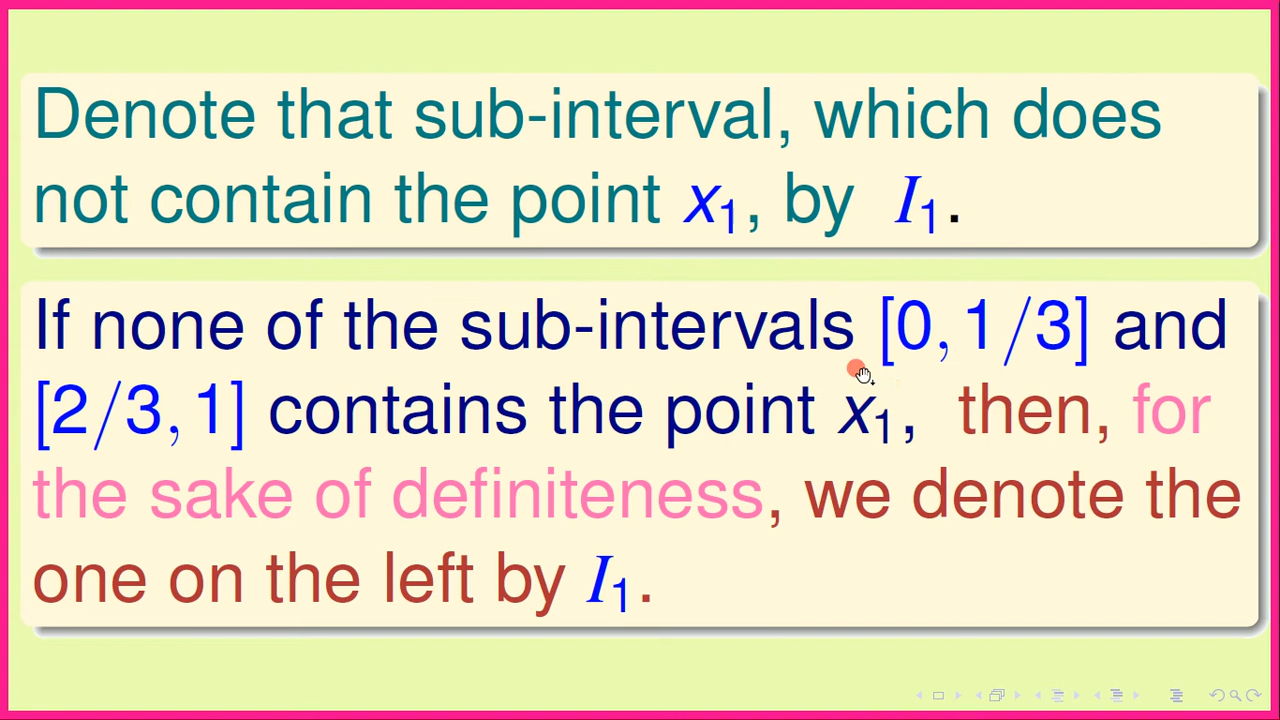 Denote that sub-interval, which does
not contain the point x₁, by I₁.
If none of the sub-intervals [0, 1/3] and
[2/3, 1] contains the point x₁, then, for
the sake of definiteness, we denote the
one on the left by I₁.